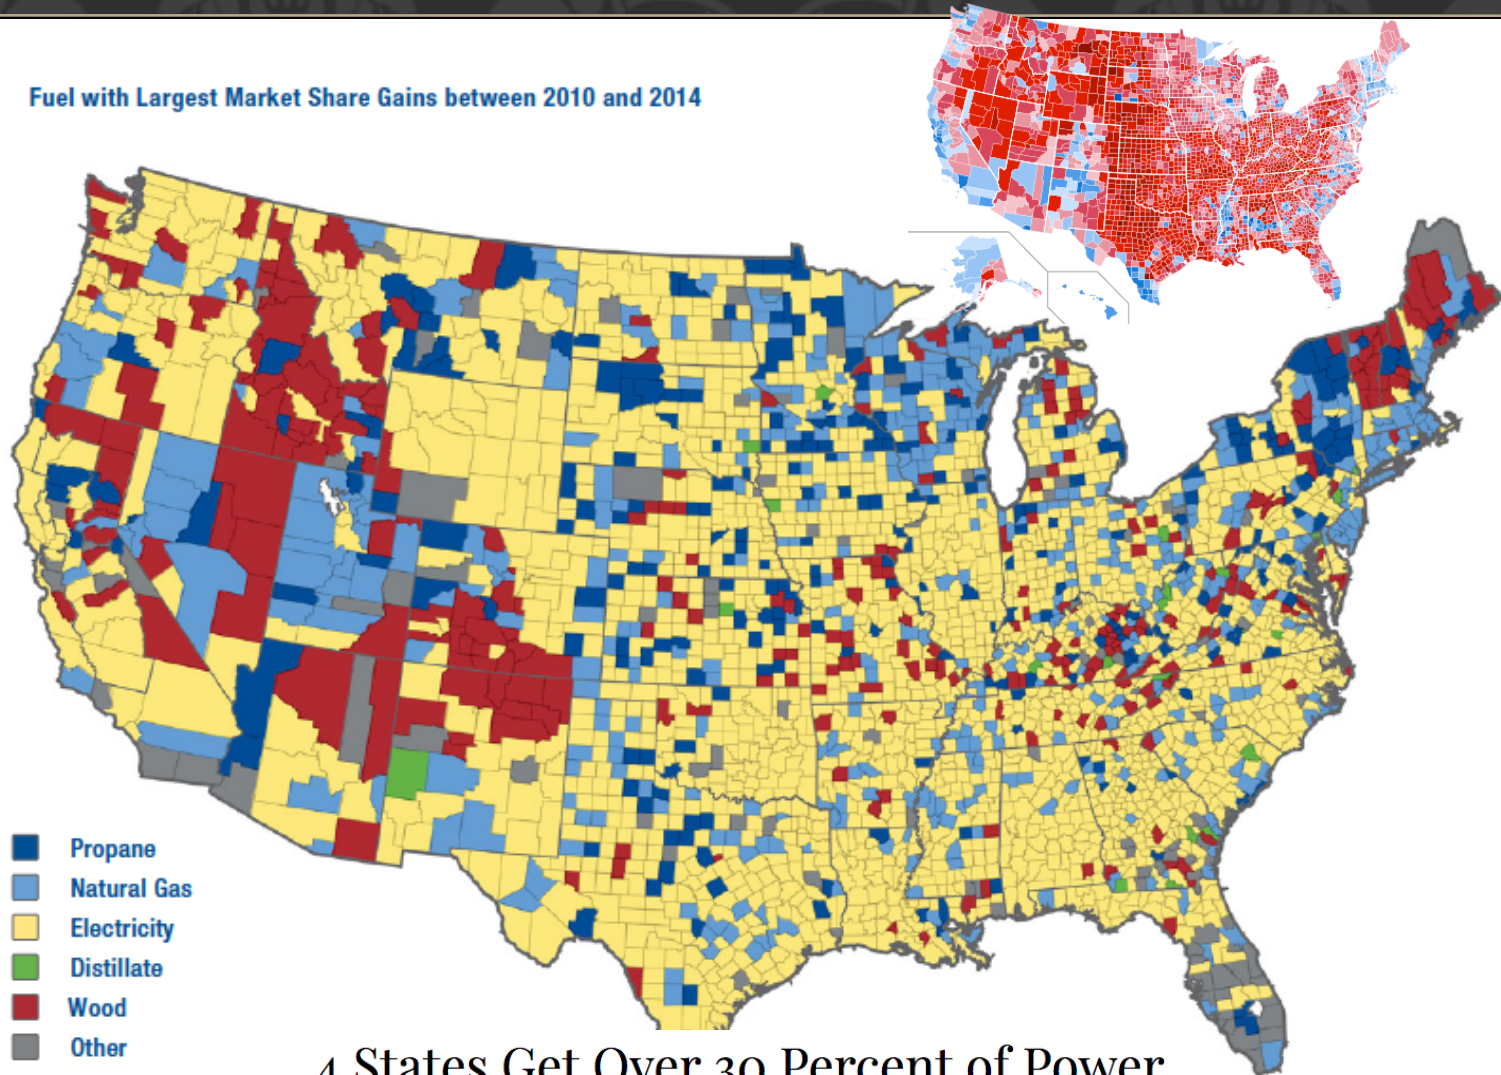 Fuel with Largest Market Share Gains between 2010 and 2014
Propane
Natural Gas
Electricity
Distillate
Wood
Other
4 States Get Over 30 Percent of Power